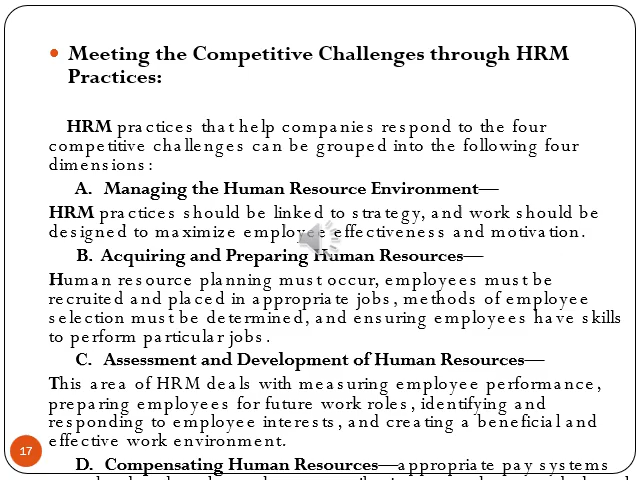 Meeting the Competitive Challenges through HRM
Practices:
HRM practices that help companies respond to the four
competitive challenges can be grouped into the following four
dimensions:
A. Managing the Human Resource Environment—
HRM practices should be linked to strategy, and work should be
designed to maximize employee effectiveness and motivation.
B. Acquiring and Preparing Human Resources—
Human resource planning must occur, employees must be
recruited and placed in appropriate jobs, methods of employee
selection must be determined, and ensuring employees have skills
to perform particular jobs.
C. Assessment and Development of Human Resources—
This area of HRM deals with measuring employee performance,
preparing employees for future work roles, identifying and
responding to employee interests, and creating a beneficial and
effective work environment.
17
D. Compensating Human Resources—appropriate pay systems